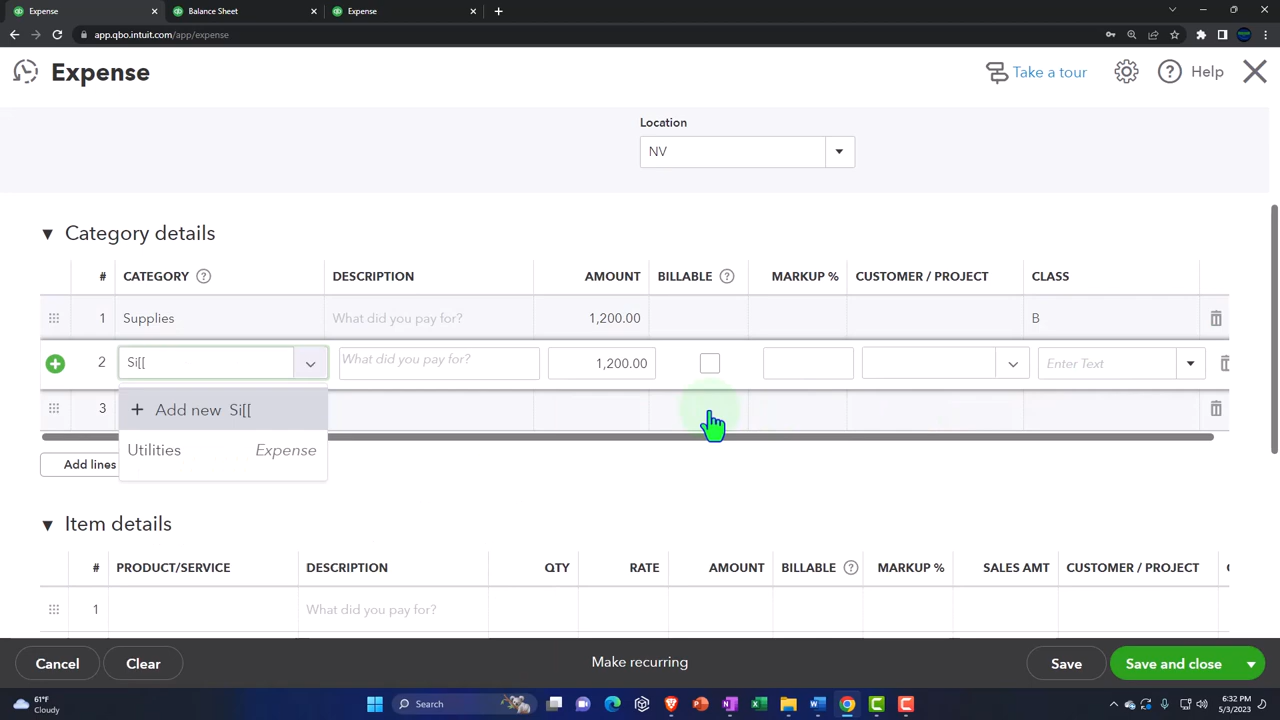 Expense
Balance Sheet
Expense
app.qbo.intuit.com/app/expense
Expense
Take a tour
Help
Location
NV
Category details
# CATEGORY DESCRIPTION AMOUNT BILLABLE MARKUP % CUSTOMER / PROJECT CLASS
1 Supplies What did you pay for? 1,200.00 B
2 Si[[ What did you pay for? 1,200.00 Enter Text
3 + Add new Si[[
Utilities Expense
Add lines
Item details
# PRODUCT/SERVICE DESCRIPTION QTY RATE AMOUNT BILLABLE MARKUP % SALES AMT CUSTOMER / PROJECT
1 What did you pay for?
Cancel Clear Make recurring Save Save and close
61°F
Cloudy
Search
6:32 PM
5/3/2023